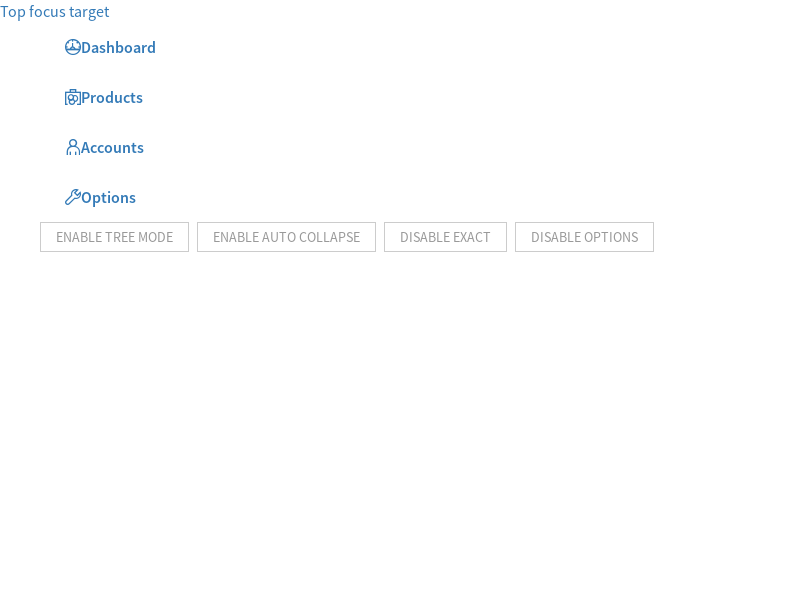 Top focus target
Dashboard
Products
Accounts
Options
ENABLE TREE MODE ENABLE AUTO COLLAPSE DISABLE EXACT DISABLE OPTIONS